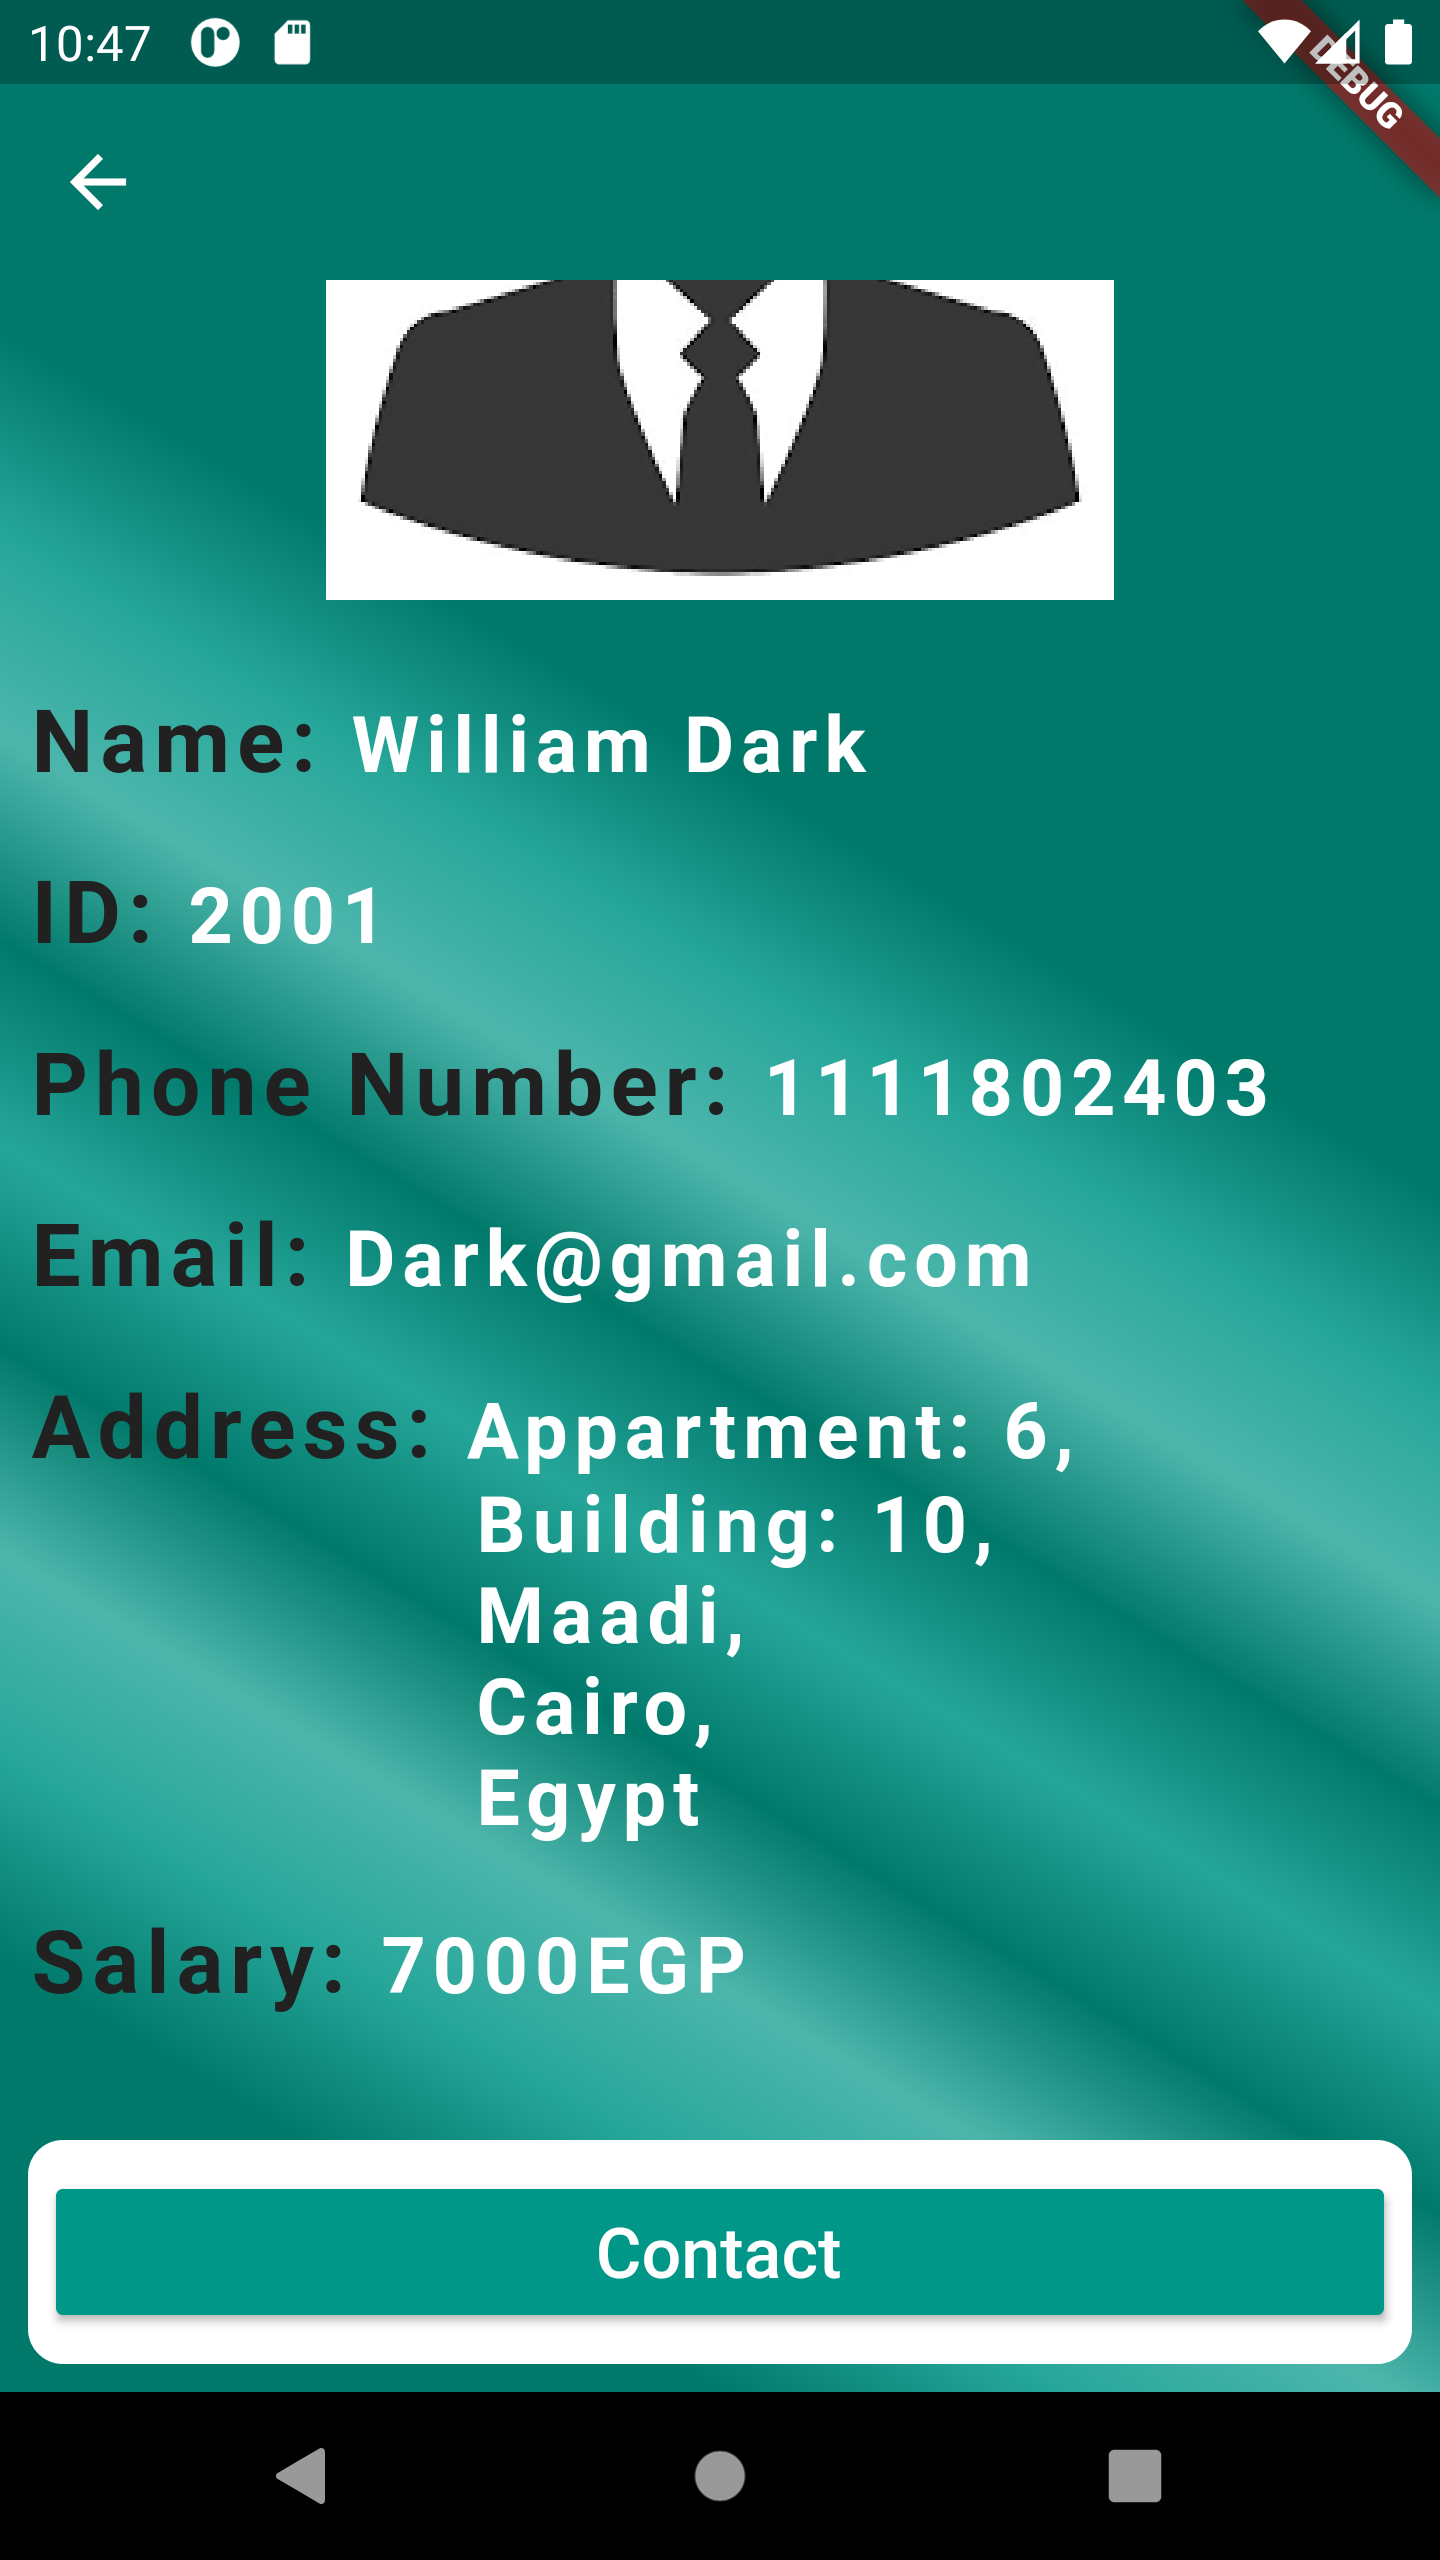 10:47
DEBUG
Name: William Dark
ID: 2001
Phone Number: 1111802403
Email: Dark@gmail.com
Address: Appartment: 6,
Building: 10,
Maadi,
Cairo,
Egypt
Salary: 7000EGP
Contact